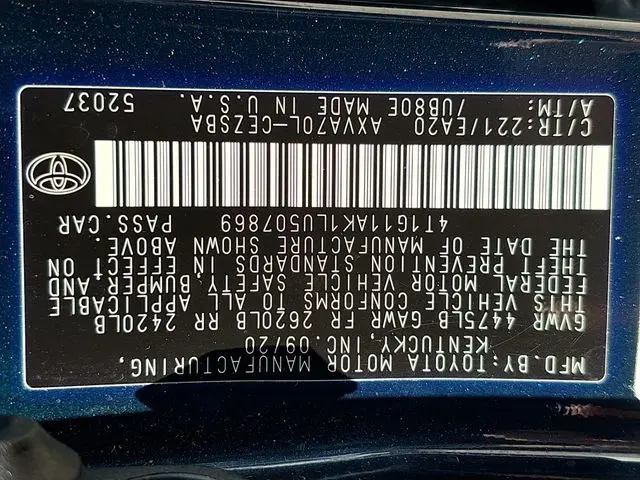 MFD.BY:TOYOTA MOTOR MANUFACTURING,
KENTUCKY, INC. 09/20
GVWR 4475LB GAWR FR 2620LB RR 2420LB
THIS VEHICLE CONFORMS TO ALL APPLICABLE
FEDERAL MOTOR VEHICLE SAFETY, BUMPER, AND
THEFT PREVENTION STANDARDS IN EFFECT ON
THE DATE OF MANUFACTURE SHOWN ABOVE.
4T1G11AK1LU507869 PASS.CAR
C/TR:221/EA20 AXVA70L-CEZSBA
A/TM: /UB80E MADE IN U.S.A. 52037